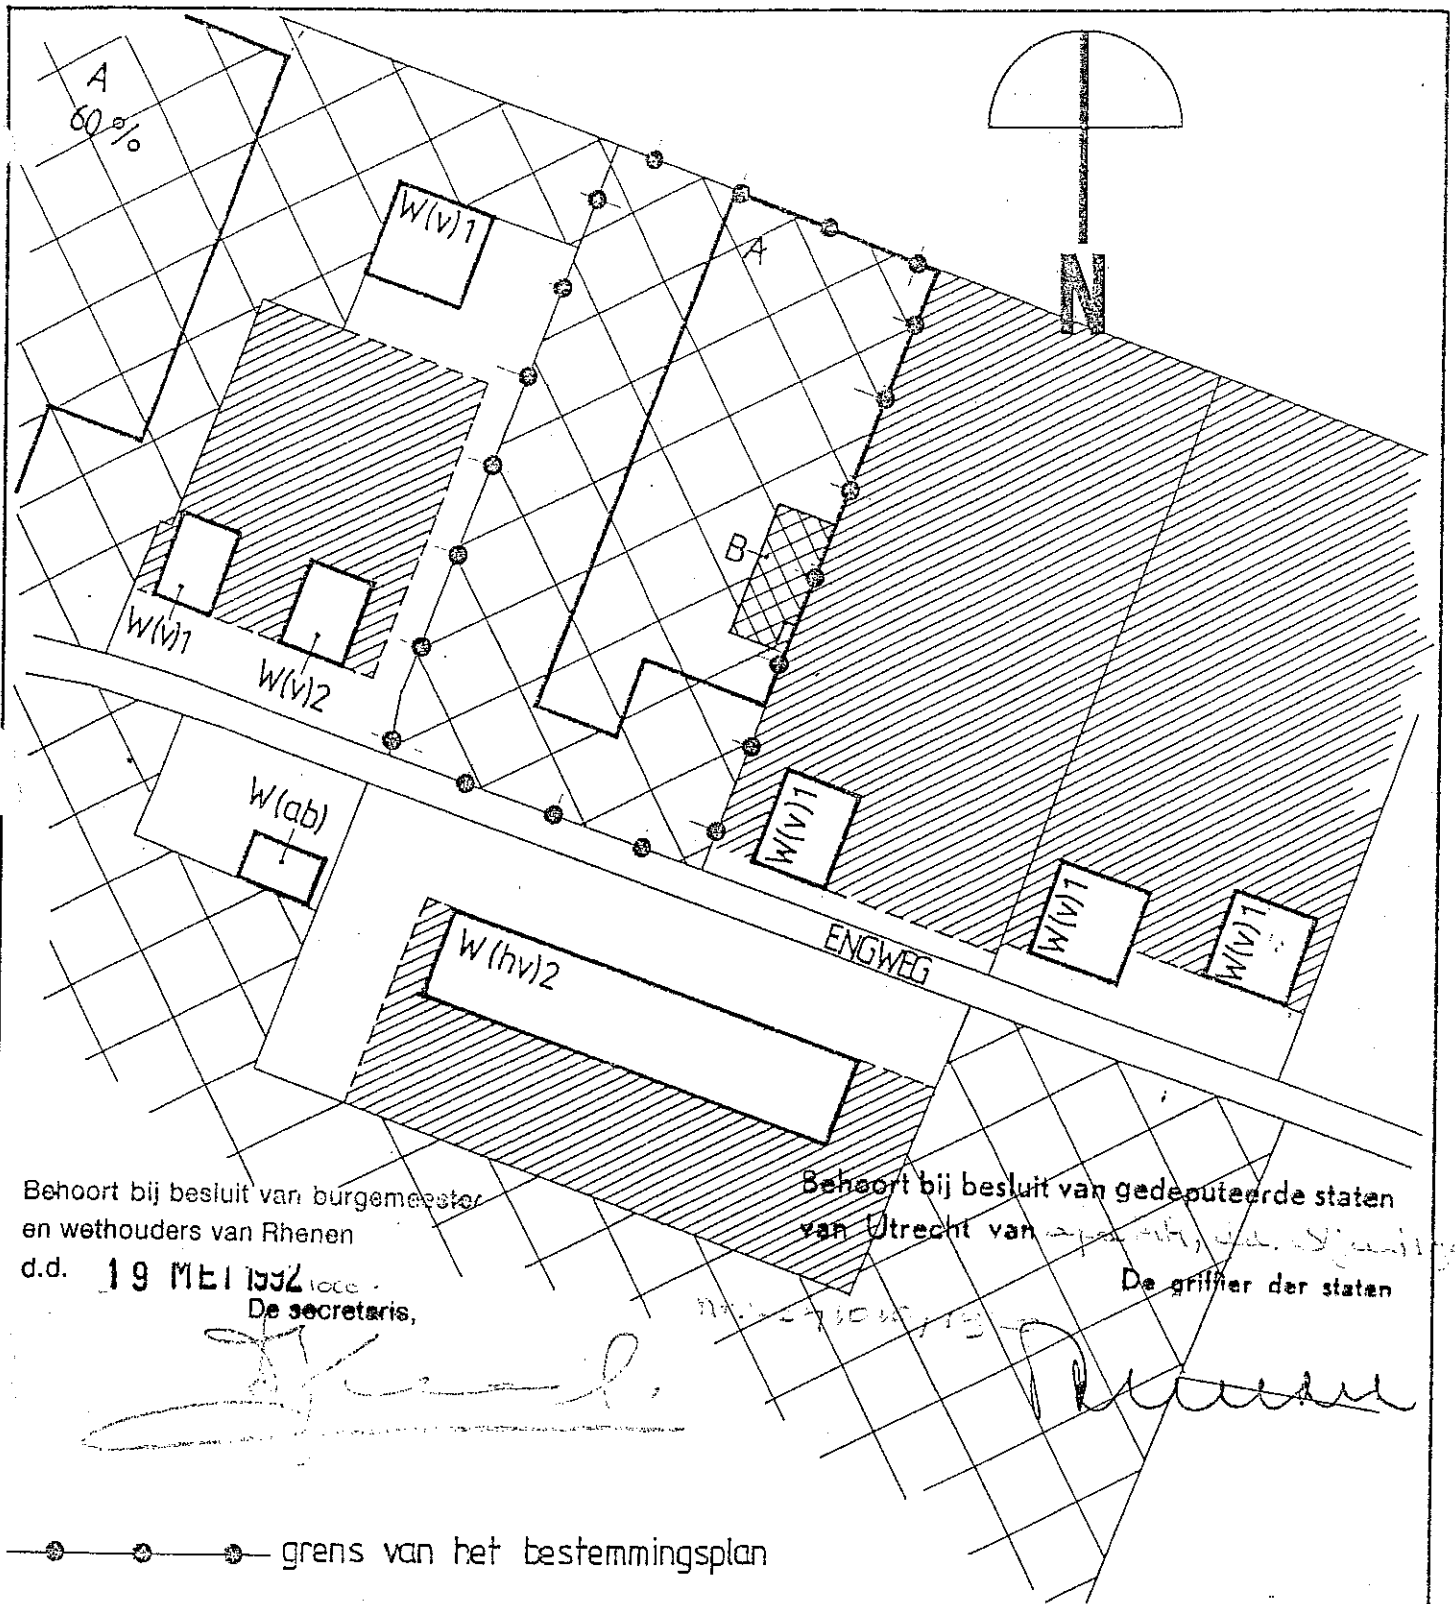 A
60%
W(v)1
A
N
B
W(v)1
W(v)2
W(ab)
W(hv)2
ENGWEG
W(v)1
W(v)1
W(v)1
Behoort bij besluit van burgemeester
en wethouders van Rhenen
d.d. 19 MEI 1992 loco
De secretaris,
Behoort bij besluit van gedeputeerde staten
van Utrecht van
De griffier der staten
grens van het bestemmingsplan